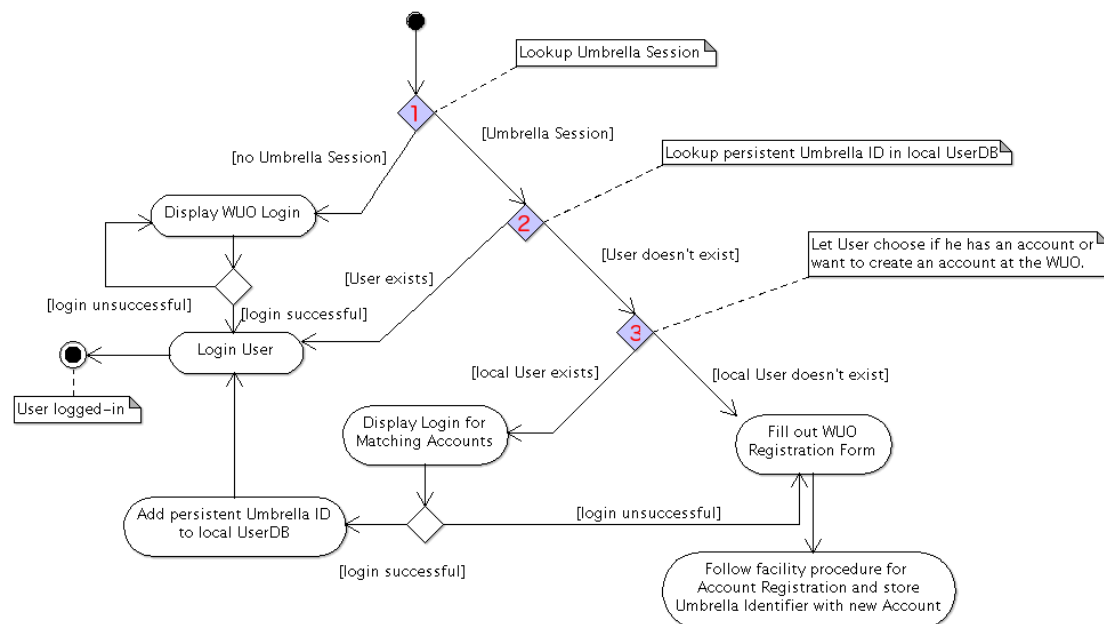 Lookup Umbrella Session
1
[Umbrella Session]
[no Umbrella Session]
Lookup persistent Umbrella ID in local UserDB
Display WUO Login
2
Let User choose if he has an account or
want to create an account at the WUO.
[User exists]
[User doesn't exist]
[login unsuccessful]
[login successful]
3
Login User
[local User exists]
[local User doesn't exist]
User logged-in
Display Login for
Matching Accounts
Fill out WUO
Registration Form
Add persistent Umbrella ID
to local UserDB
[login unsuccessful]
[login successful]
Follow facility procedure for
Account Registration and store
Umbrella Identifier with new Account